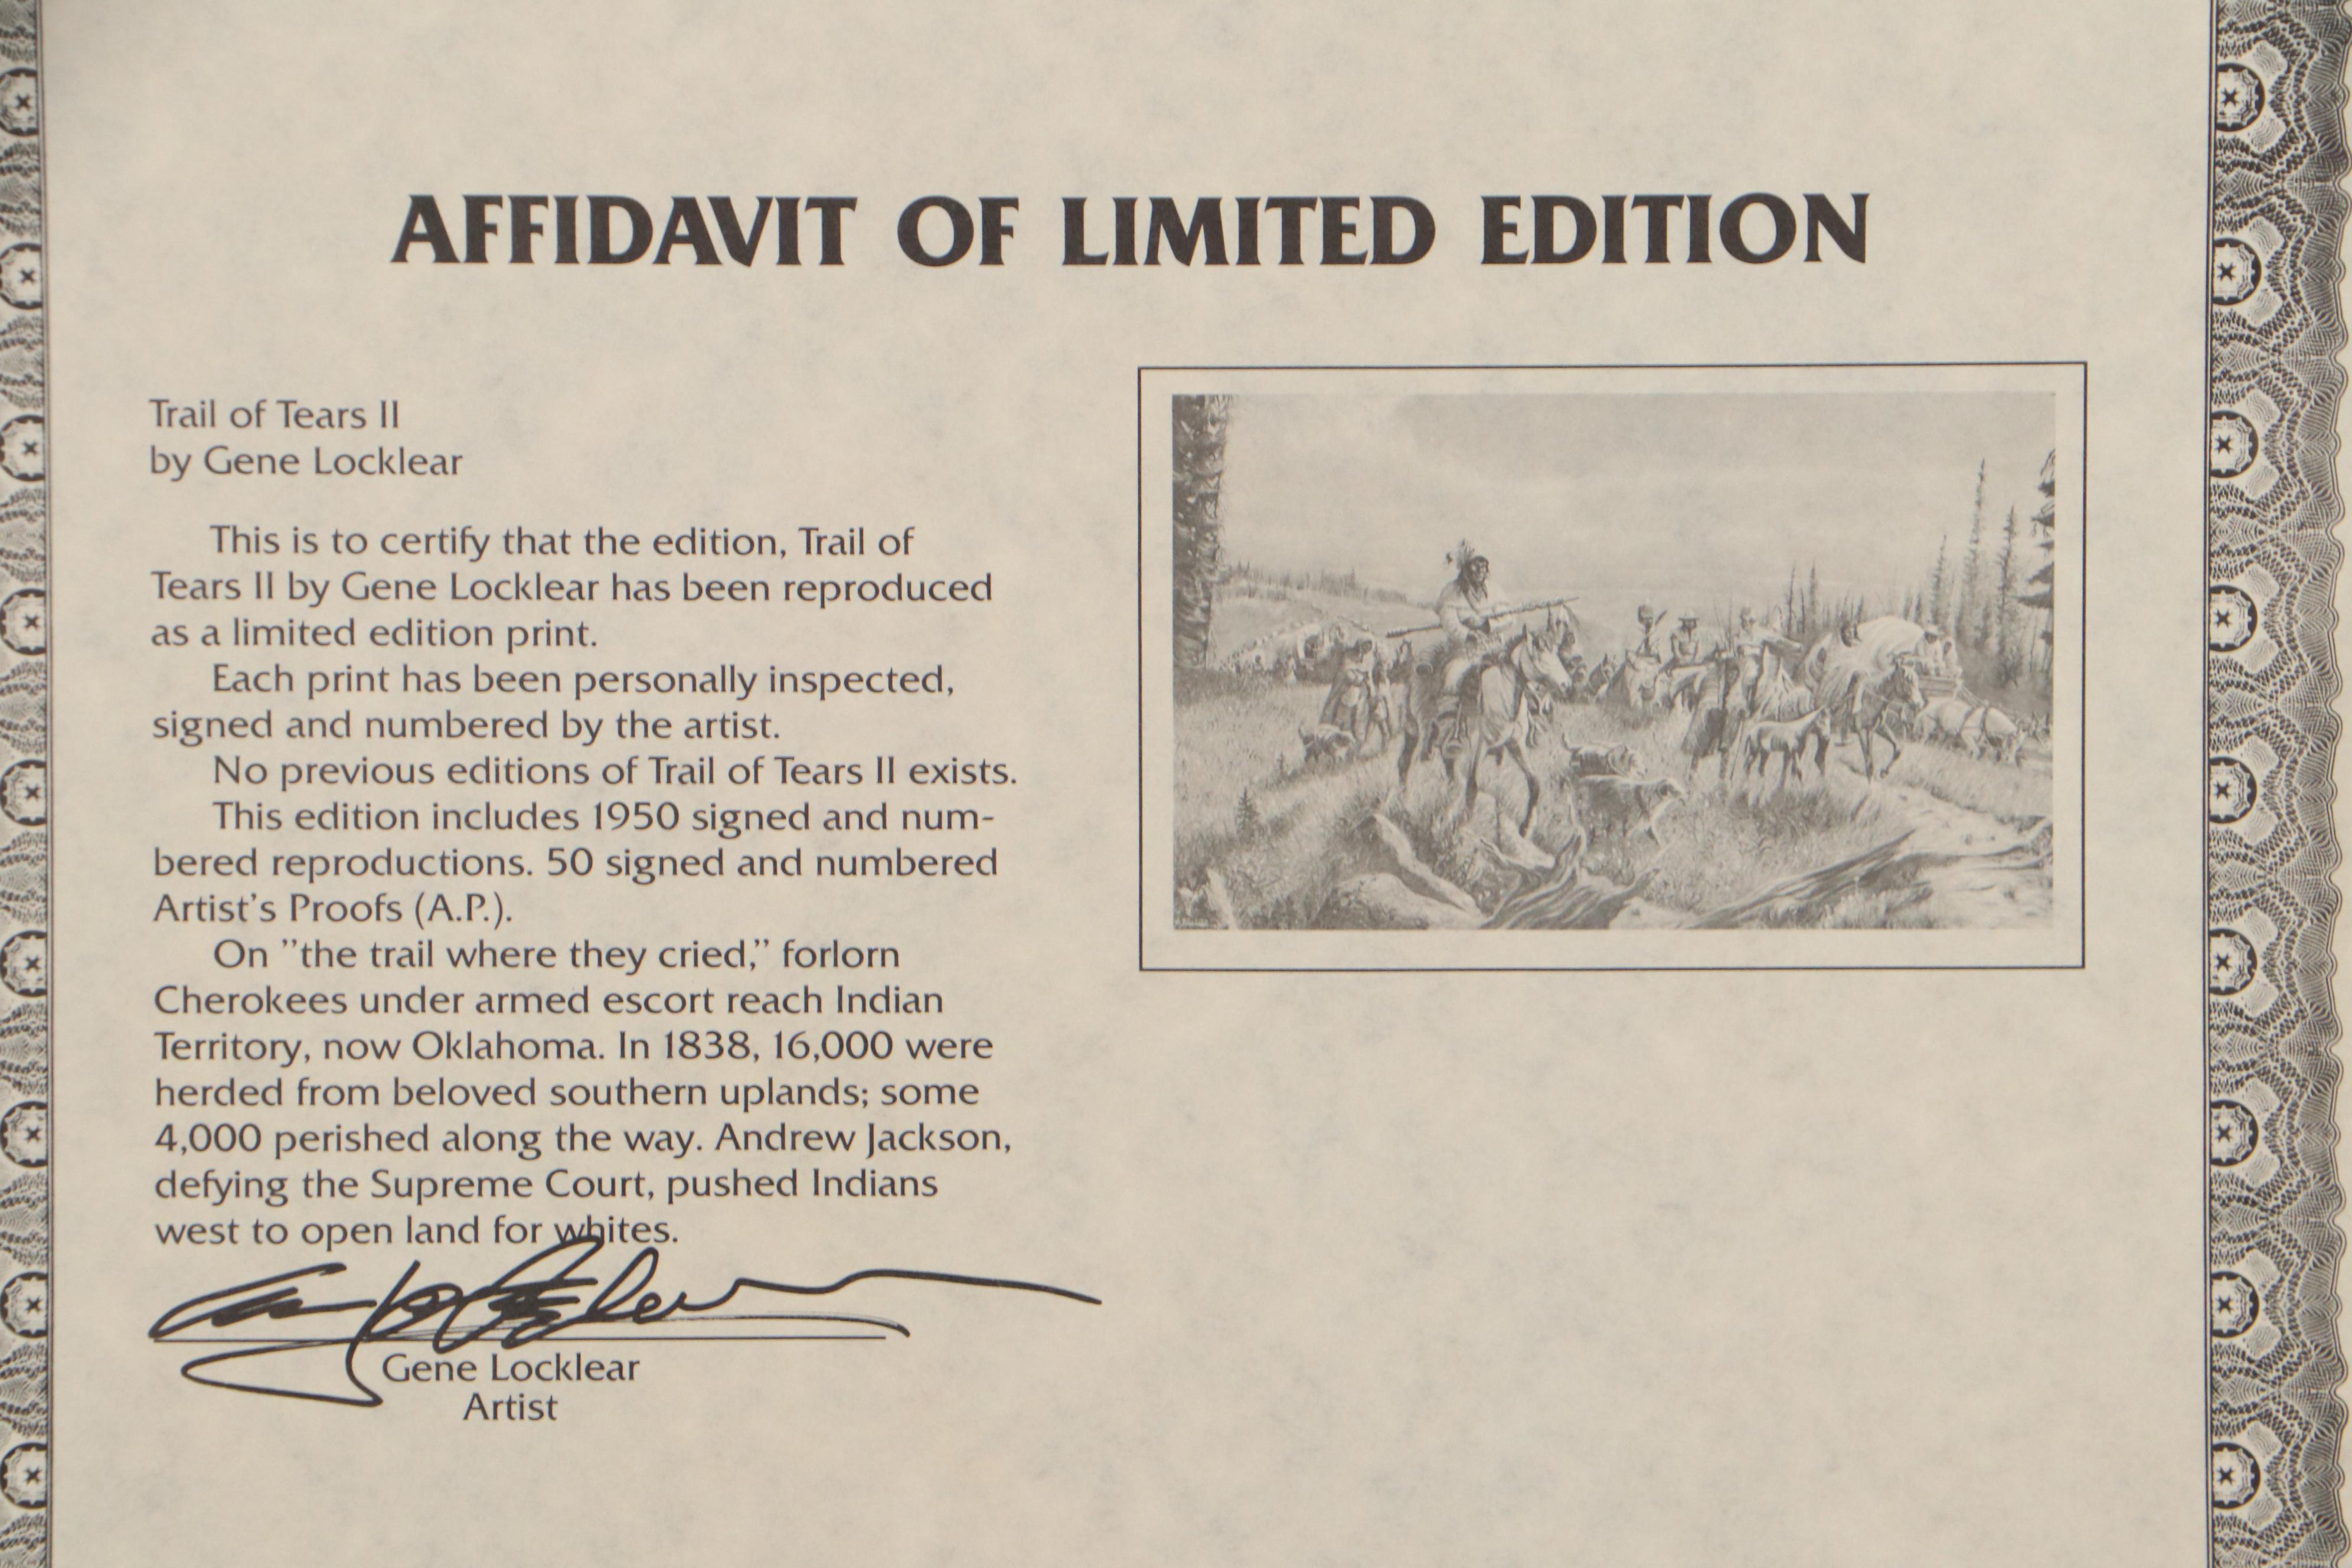 AFFIDAVIT OF LIMITED EDITION
Trail of Tears II
by Gene Locklear
This is to certify that the edition, Trail of
Tears II by Gene Locklear has been reproduced
as a limited edition print.
Each print has been personally inspected,
signed and numbered by the artist.
No previous editions of Trail of Tears II exists.
This edition includes 1950 signed and num-
bered reproductions. 50 signed and numbered
Artist's Proofs (A.P.).
On "the trail where they cried," forlorn
Cherokees under armed escort reach Indian
Territory, now Oklahoma. In 1838, 16,000 were
herded from beloved southern uplands; some
4,000 perished along the way. Andrew Jackson,
defying the Supreme Court, pushed Indians
west to open land for whites.
Gene Locklear
Artist